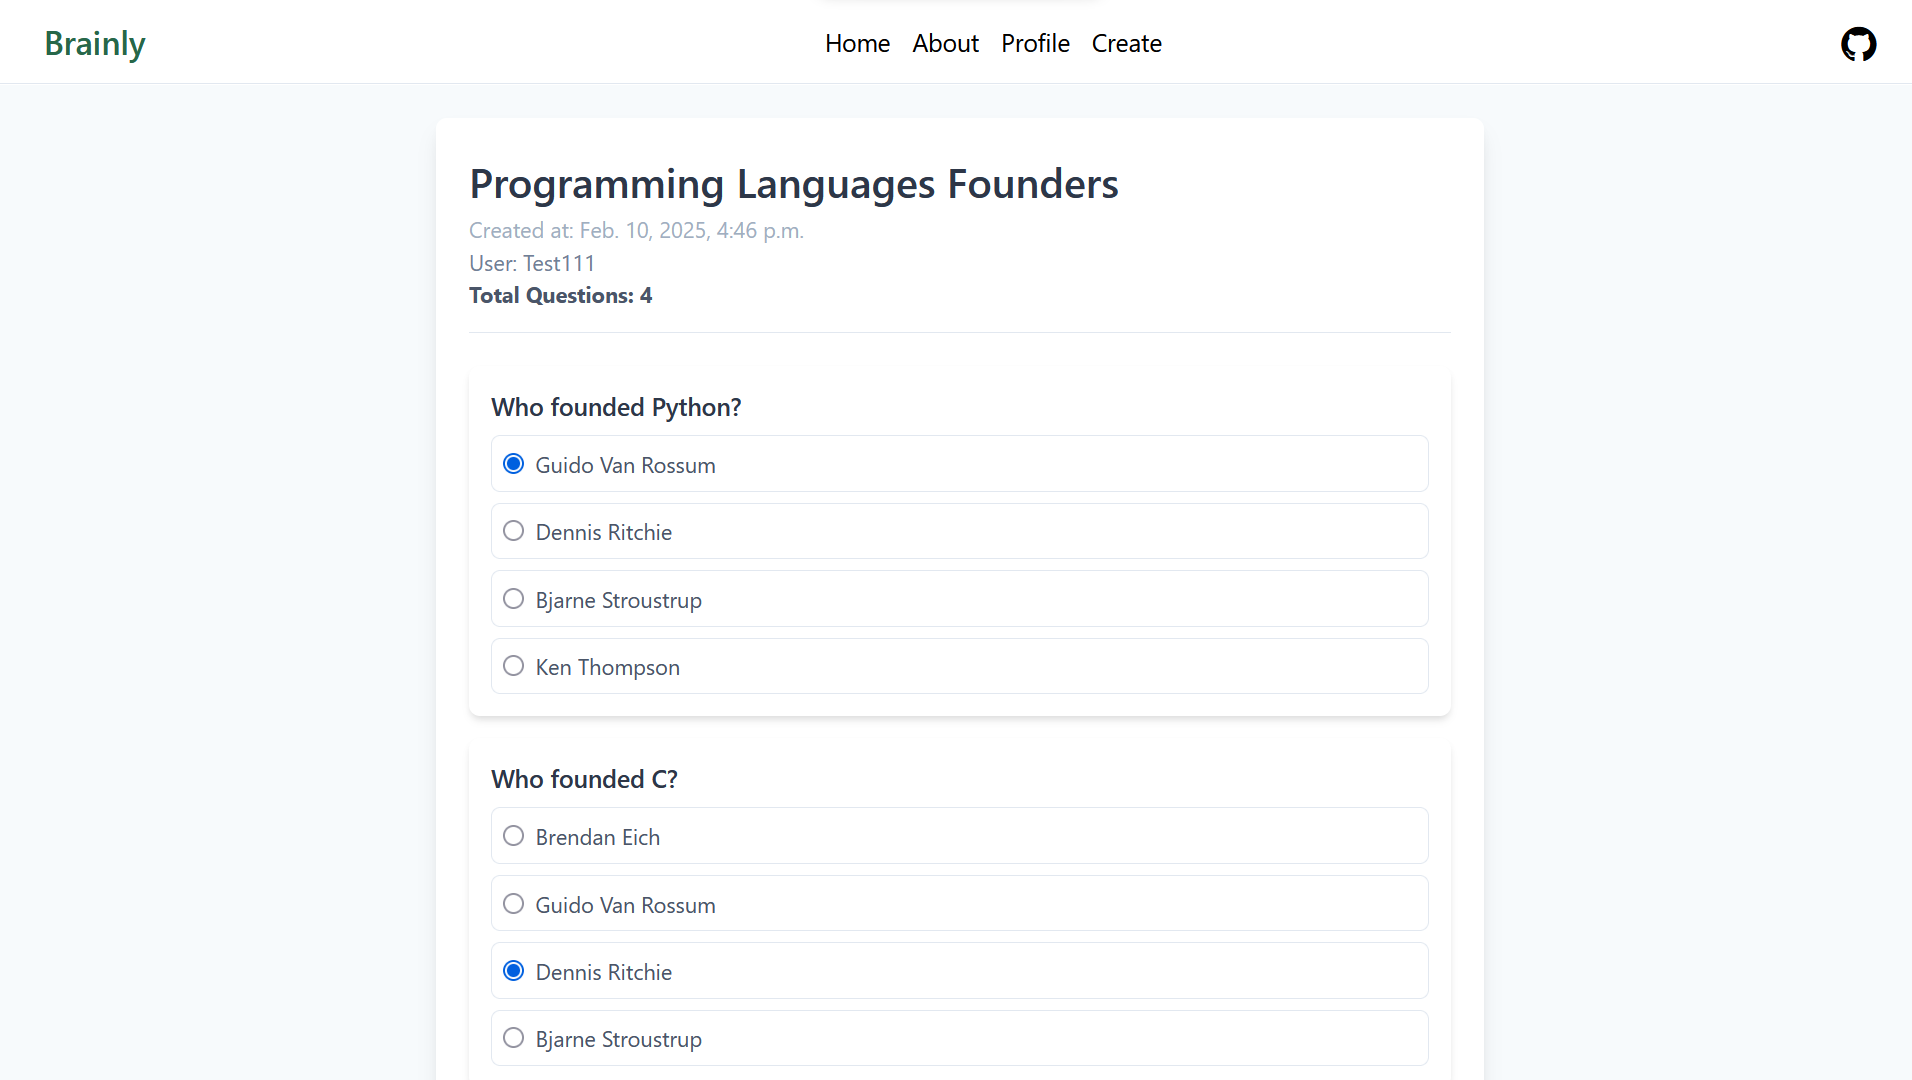 Brainly
Home About Profile Create
Programming Languages Founders
Created at: Feb. 10, 2025, 4:46 p.m.
User: Test111
Total Questions: 4
Who founded Python?
Guido Van Rossum
Dennis Ritchie
Bjarne Stroustrup
Ken Thompson
Who founded C?
Brendan Eich
Guido Van Rossum
Dennis Ritchie
Bjarne Stroustrup